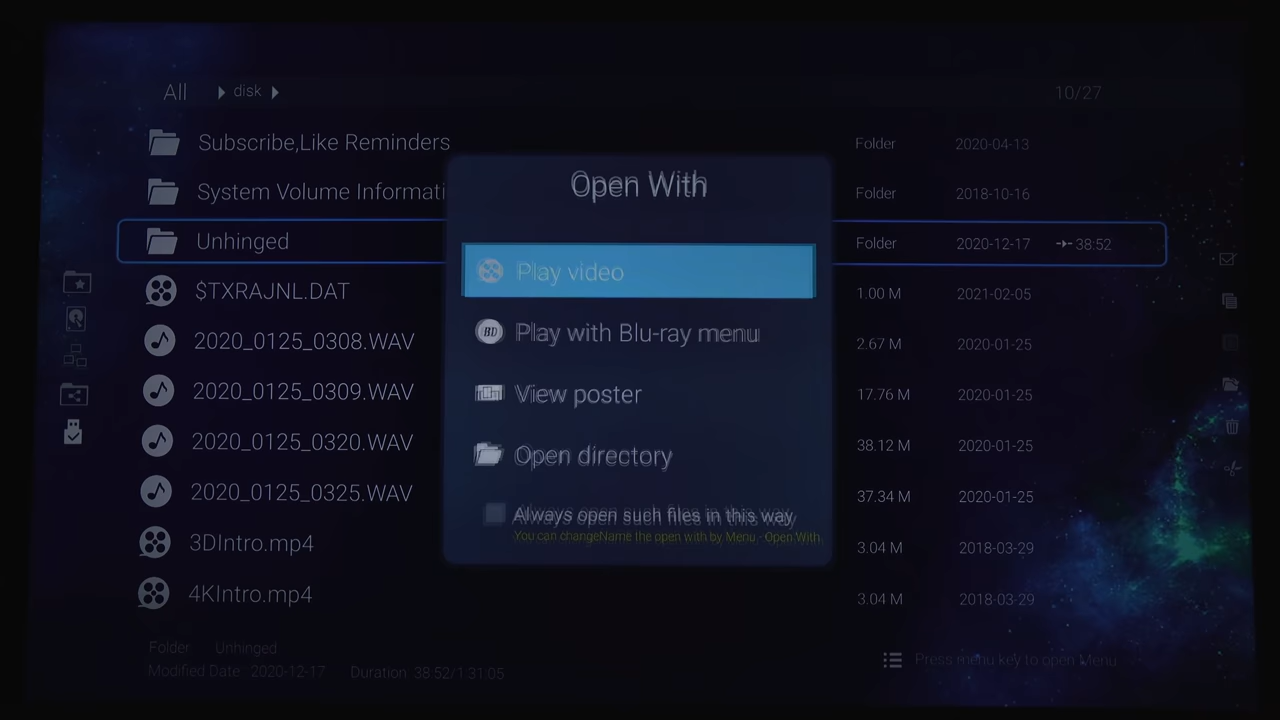 All disk 10/27
Subscribe,Like Reminders Folder 2020-04-13
System Volume Informati Folder 2018-10-16
Unhinged Folder 2020-12-17 38:52
$TXRAJNL.DAT 1.00 M 2021-02-05
2020_0125_0308.WAV 2.67 M 2020-01-25
2020_0125_0309.WAV 17.76 M 2020-01-25
2020_0125_0320.WAV 38.12 M 2020-01-25
2020_0125_0325.WAV 37.34 M 2020-01-25
3DIntro.mp4 3.04 M 2018-03-29
4KIntro.mp4 3.04 M 2018-03-29
Open With
Play video
BD Play with Blu-ray menu
View poster
Open directory
Always open such files in this way
You can changeName the open with by Menu - Open With
Folder Unhinged
Modified Date : 2020-12-17 Duration: 38:52/1:31:05
Press menu key to open Menu